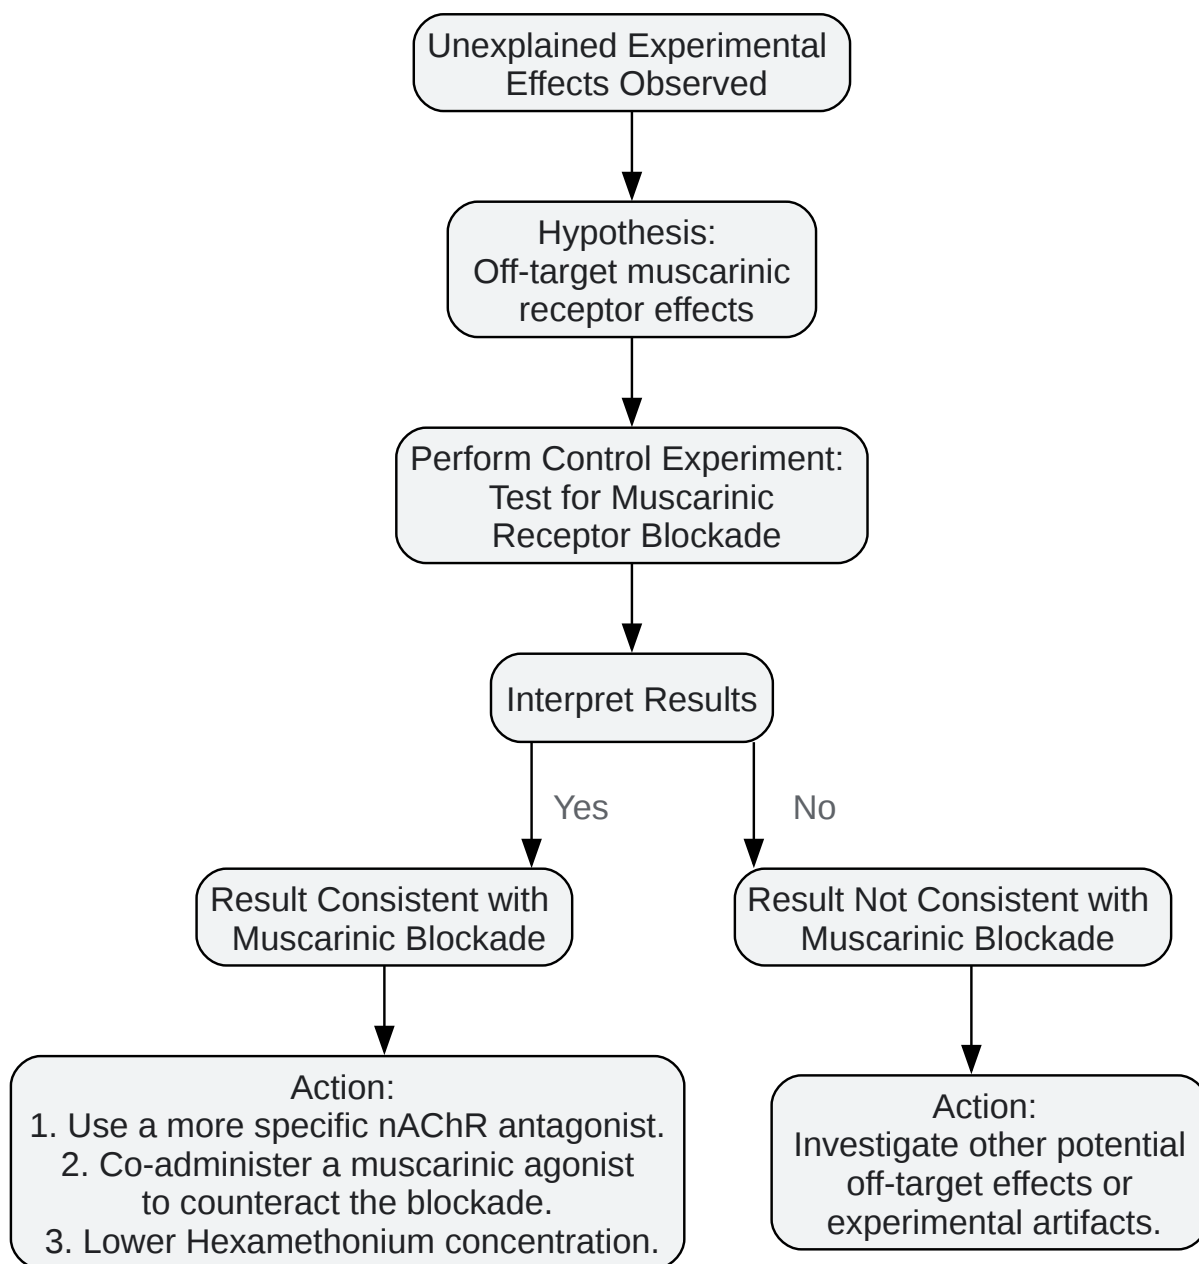 Unexplained Experimental
Effects Observed
Hypothesis:
Off-target muscarinic
receptor effects
Perform Control Experiment:
Test for Muscarinic
Receptor Blockade
Interpret Results
Yes
No
Result Consistent with
Muscarinic Blockade
Result Not Consistent with
Muscarinic Blockade
Action:
1. Use a more specific nAChR antagonist.
2. Co-administer a muscarinic agonist
to counteract the blockade.
3. Lower Hexamethonium concentration.
Action:
Investigate other potential
off-target effects or
experimental artifacts.